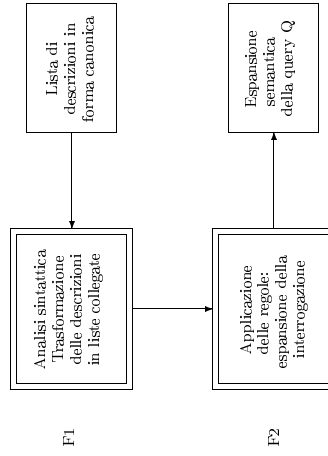 F1
Analisi sintattica
Trasformazione
delle descrizioni
in liste collegate
Lista di
descrizioni in
forma canonica
F2
Applicazione
delle regole:
espansione della
interrogazione
Espansione
semantica
della query Q